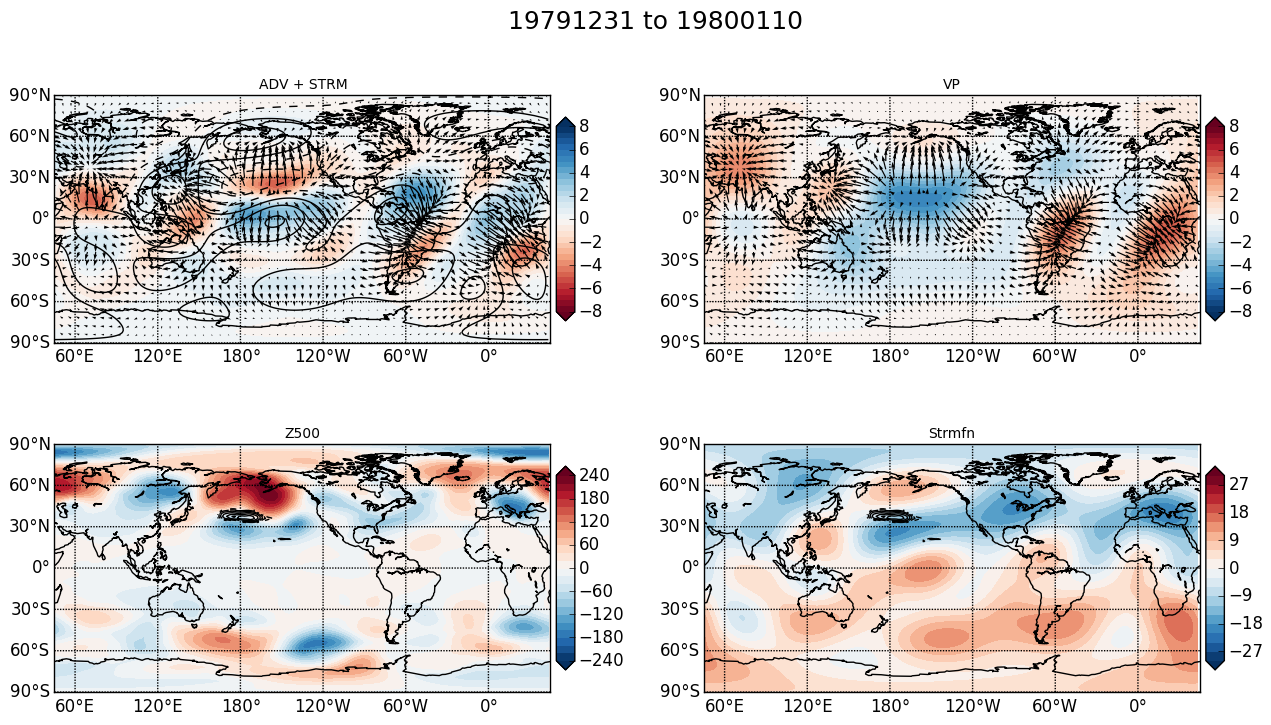 19791231 to 19800110
ADV + STRM
90°N
60°N
30°N
0°
30°S
60°S
90°S
60°E 120°E 180° 120°W 60°W 0°
8
6
4
2
0
−2
−4
−6
−8
VP
90°N
60°N
30°N
0°
30°S
60°S
90°S
60°E 120°E 180° 120°W 60°W 0°
8
6
4
2
0
−2
−4
−6
−8
Z500
90°N
60°N
30°N
0°
30°S
60°S
90°S
60°E 120°E 180° 120°W 60°W 0°
240
180
120
60
0
−60
−120
−180
−240
Strmfn
90°N
60°N
30°N
0°
30°S
60°S
90°S
60°E 120°E 180° 120°W 60°W 0°
27
18
9
0
−9
−18
−27